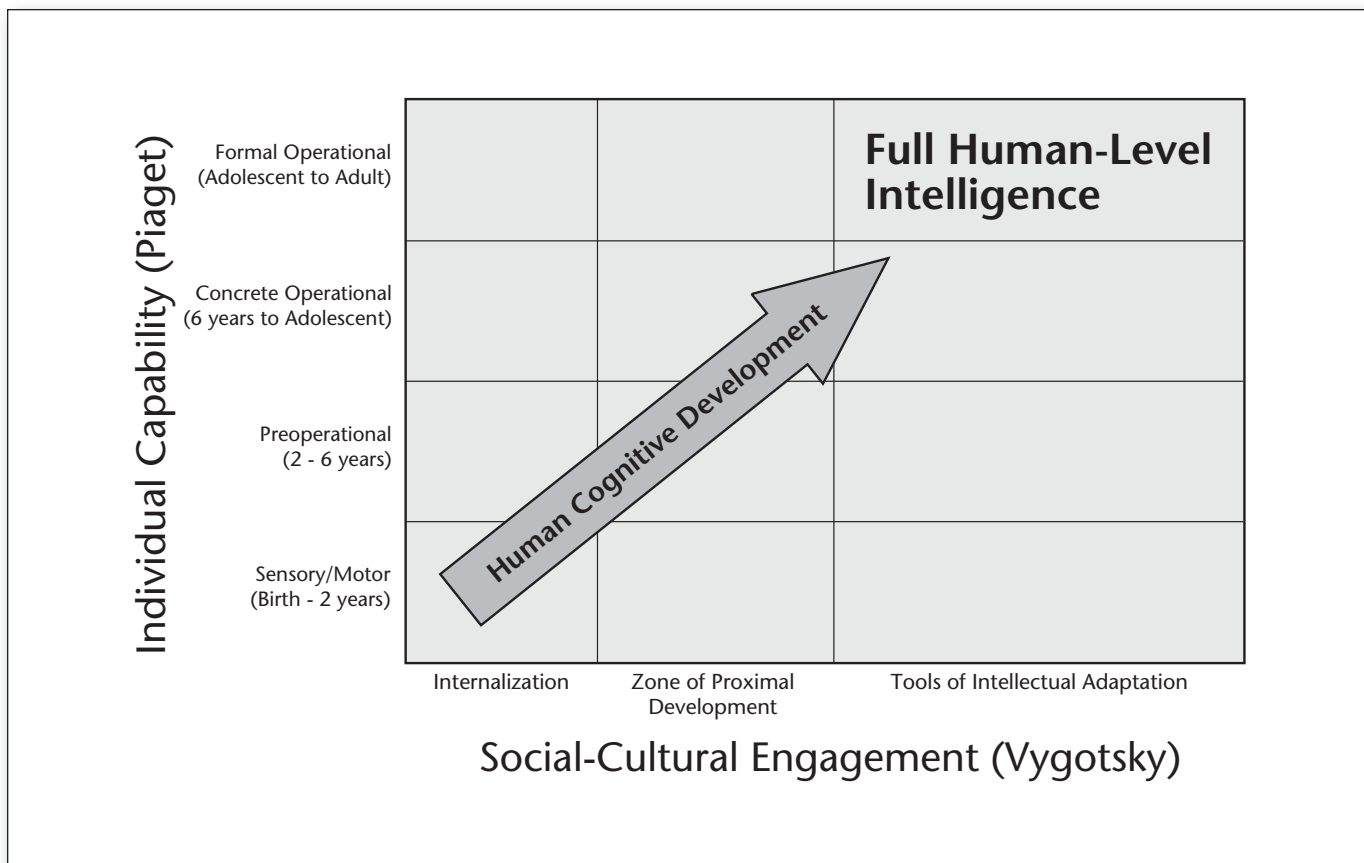 Individual Capability (Piaget)
Formal Operational
(Adolescent to Adult)
Concrete Operational
(6 years to Adolescent)
Preoperational
(2 - 6 years)
Sensory/Motor
(Birth - 2 years)
Full Human-Level
Intelligence
Human Cognitive Development
Internalization
Zone of Proximal
Development
Tools of Intellectual Adaptation
Social-Cultural Engagement (Vygotsky)